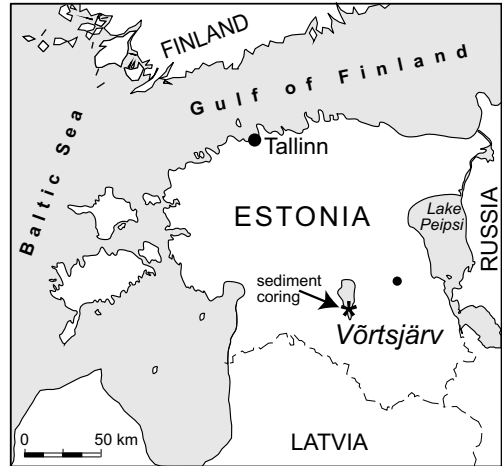 FINLAND
Gulf of Finland
Baltic Sea
Tallinn
ESTONIA
Lake
Peipsi
RUSSIA
sediment
coring
Võrtsjärv
0 50 km
LATVIA